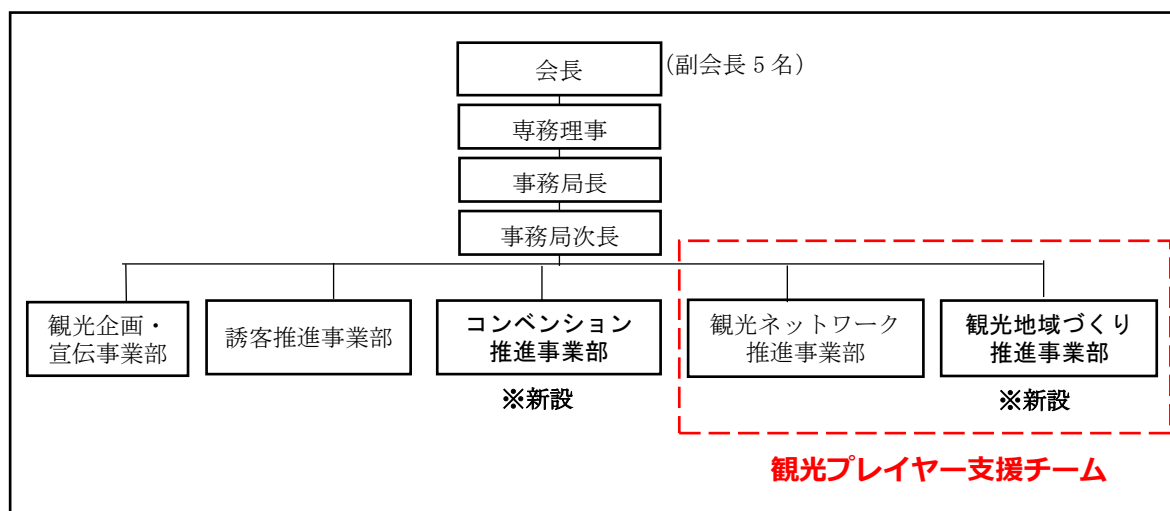 会長
(副会長5名)
専務理事
事務局長
事務局次長
観光企画・
宣伝事業部
誘客推進事業部
コンベンション
推進事業部
※新設
観光ネットワーク
推進事業部
観光地域づくり
推進事業部
※新設
観光プレイヤー支援チーム